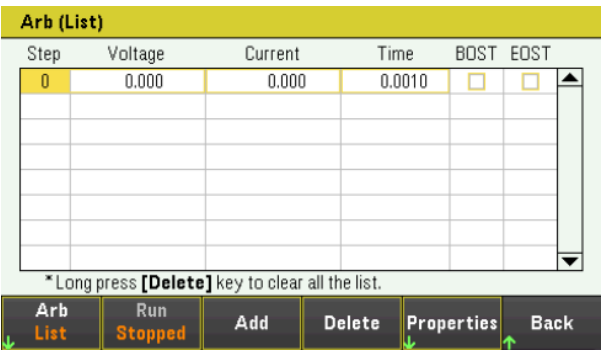 Arb (List)
Step Voltage Current Time BOST EOST
0 0.000 0.000 0.0010
*Long press [Delete] key to clear all the list.
Arb Run Add Delete Properties Back
List Stopped